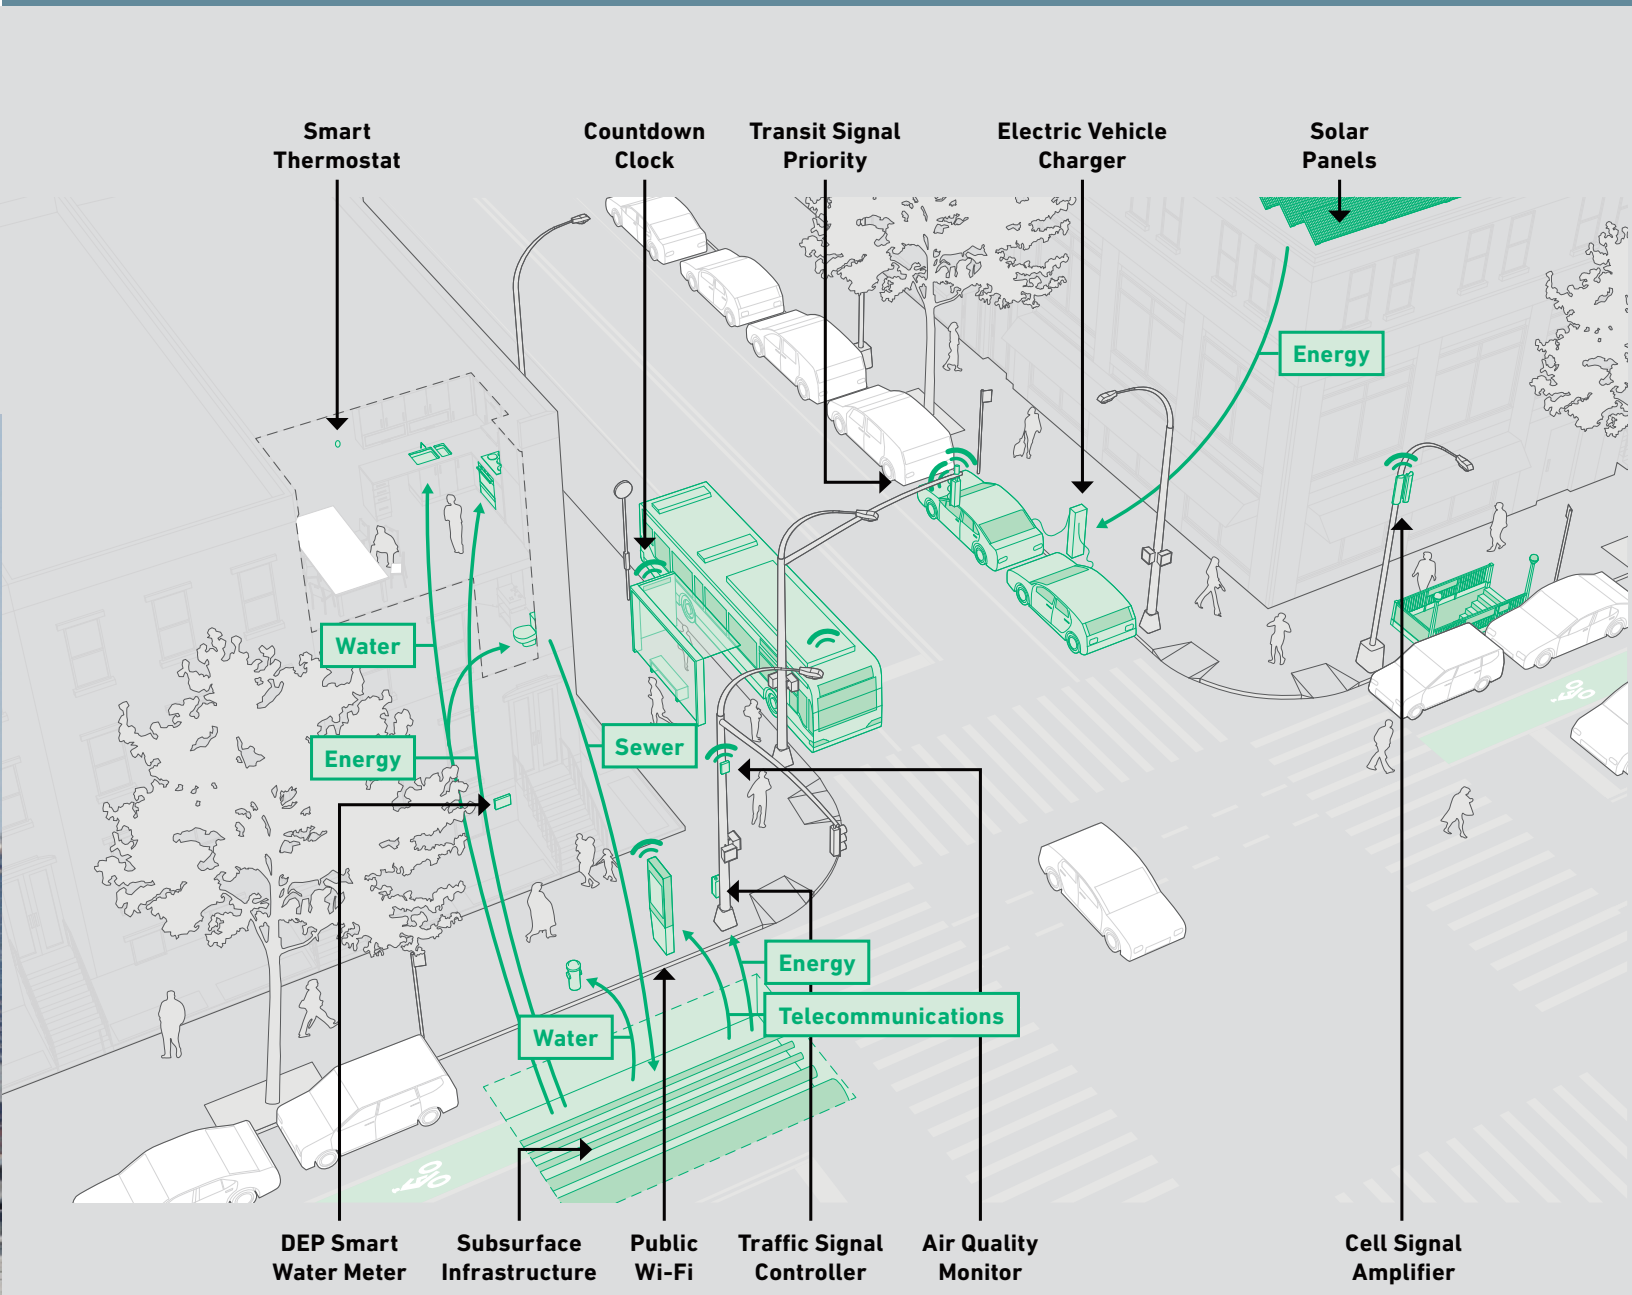 Smart
Thermostat
Countdown
Clock
Transit Signal
Priority
Electric Vehicle
Charger
Solar
Panels
Energy
Water
Energy
Sewer
Energy
Telecommunications
Water
DEP Smart
Water Meter
Subsurface
Infrastructure
Public
Wi-Fi
Traffic Signal
Controller
Air Quality
Monitor
Cell Signal
Amplifier